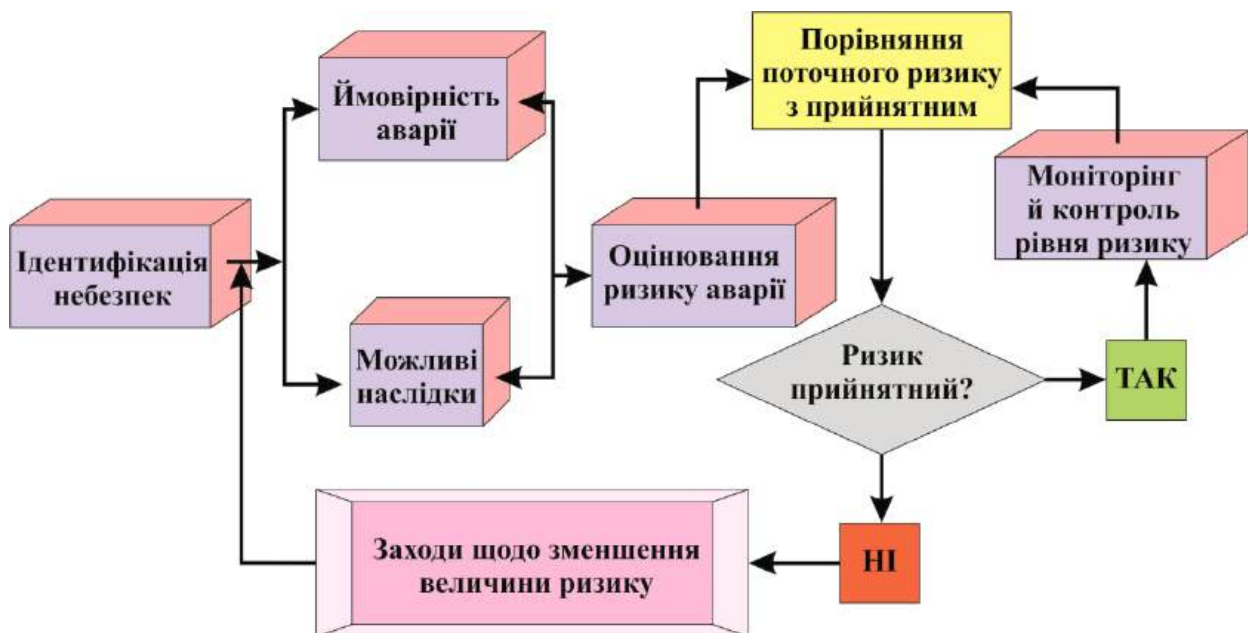 Ідентифікація
небезпек
Ймовірність
аварії
Можливі
наслідки
Оцінювання
ризику аварії
Порівняння
поточного ризику
з прийнятним
Моніторінг
й контроль
рівня ризику
Ризик
прийнятний?
ТАК
НІ
Заходи щодо зменшення
величини ризику